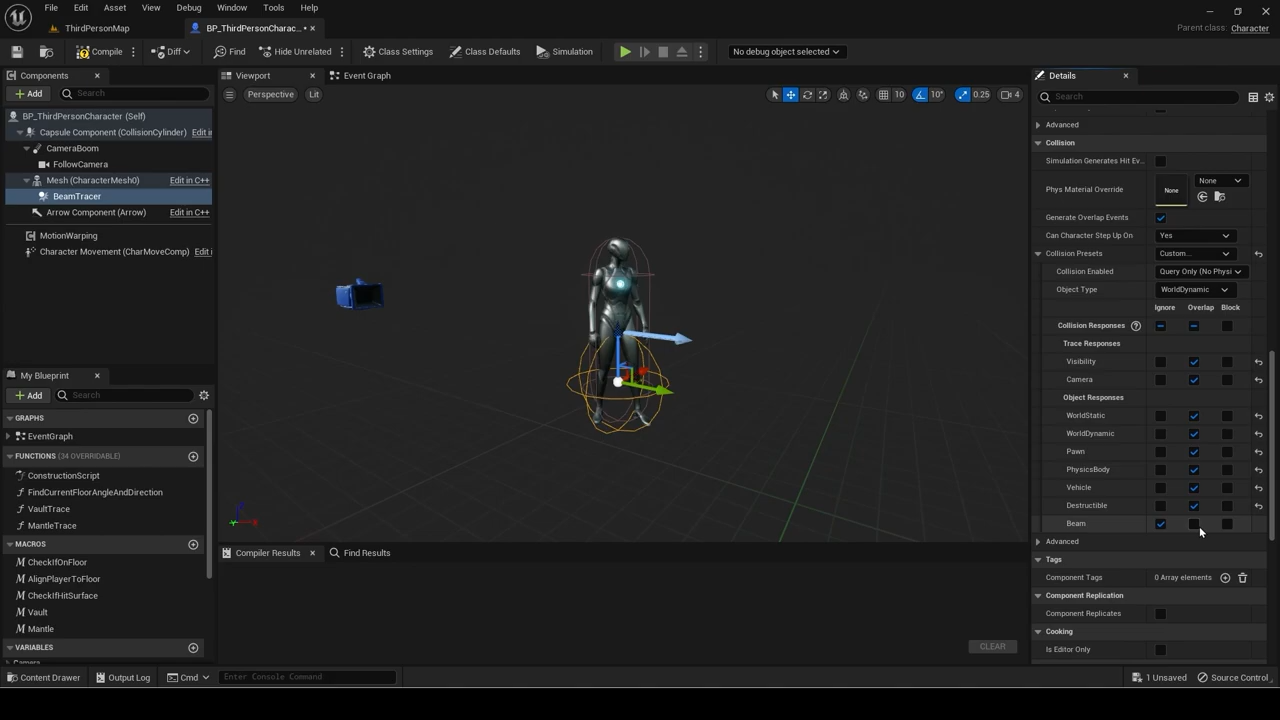 File Edit Asset View Debug Window Tools Help
ThirdPersonMap
BP_ThirdPersonCharac...
Parent class: Character
Compile Diff Find Hide Unrelated Class Settings Class Defaults Simulation No debug object selected
Components
Add Search
BP_ThirdPersonCharacter (Self)
Capsule Component (CollisionCylinder) Edit i
CameraBoom
FollowCamera
Mesh (CharacterMesh0) Edit in C++
BeamTracer
Arrow Component (Arrow) Edit in C++
MotionWarping
Character Movement (CharMoveComp) Edit i
My Blueprint
Add Search
GRAPHS
EventGraph
FUNCTIONS (34 OVERRIDABLE)
ConstructionScript
FindCurrentFloorAngleAndDirection
VaultTrace
MantleTrace
MACROS
CheckIfOnFloor
AlignPlayerToFloor
CheckIfHitSurface
Vault
Mantle
VARIABLES
Viewport Event Graph
Perspective Lit
10 10° 0.25 4
Compiler Results Find Results
CLEAR
Details
Search
Advanced
Collision
Simulation Generates Hit Ev...
Phys Material Override None None
Generate Overlap Events
Can Character Step Up On Yes
Collision Presets Custom...
Collision Enabled Query Only (No Physi
Object Type WorldDynamic
Ignore Overlap Block
Collision Responses ?
Trace Responses
Visibility
Camera
Object Responses
WorldStatic
WorldDynamic
Pawn
PhysicsBody
Vehicle
Destructible
Beam
Advanced
Tags
Component Tags 0 Array elements
Component Replication
Component Replicates
Cooking
Is Editor Only
Content Drawer Output Log Cmd Enter Console Command 1 Unsaved Source Control